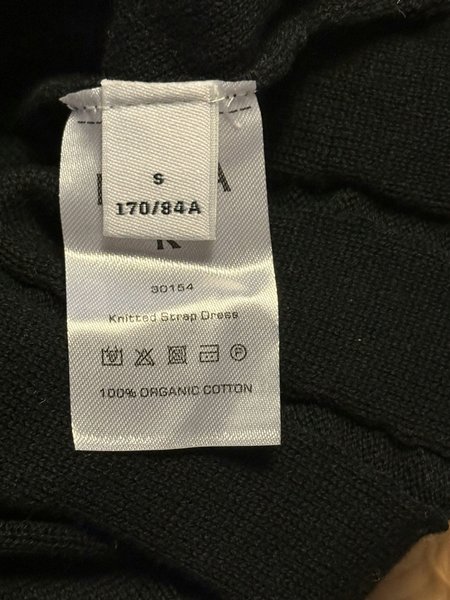 S
170/84A
30154
Knitted Strap Dress
100% ORGANIC COTTON